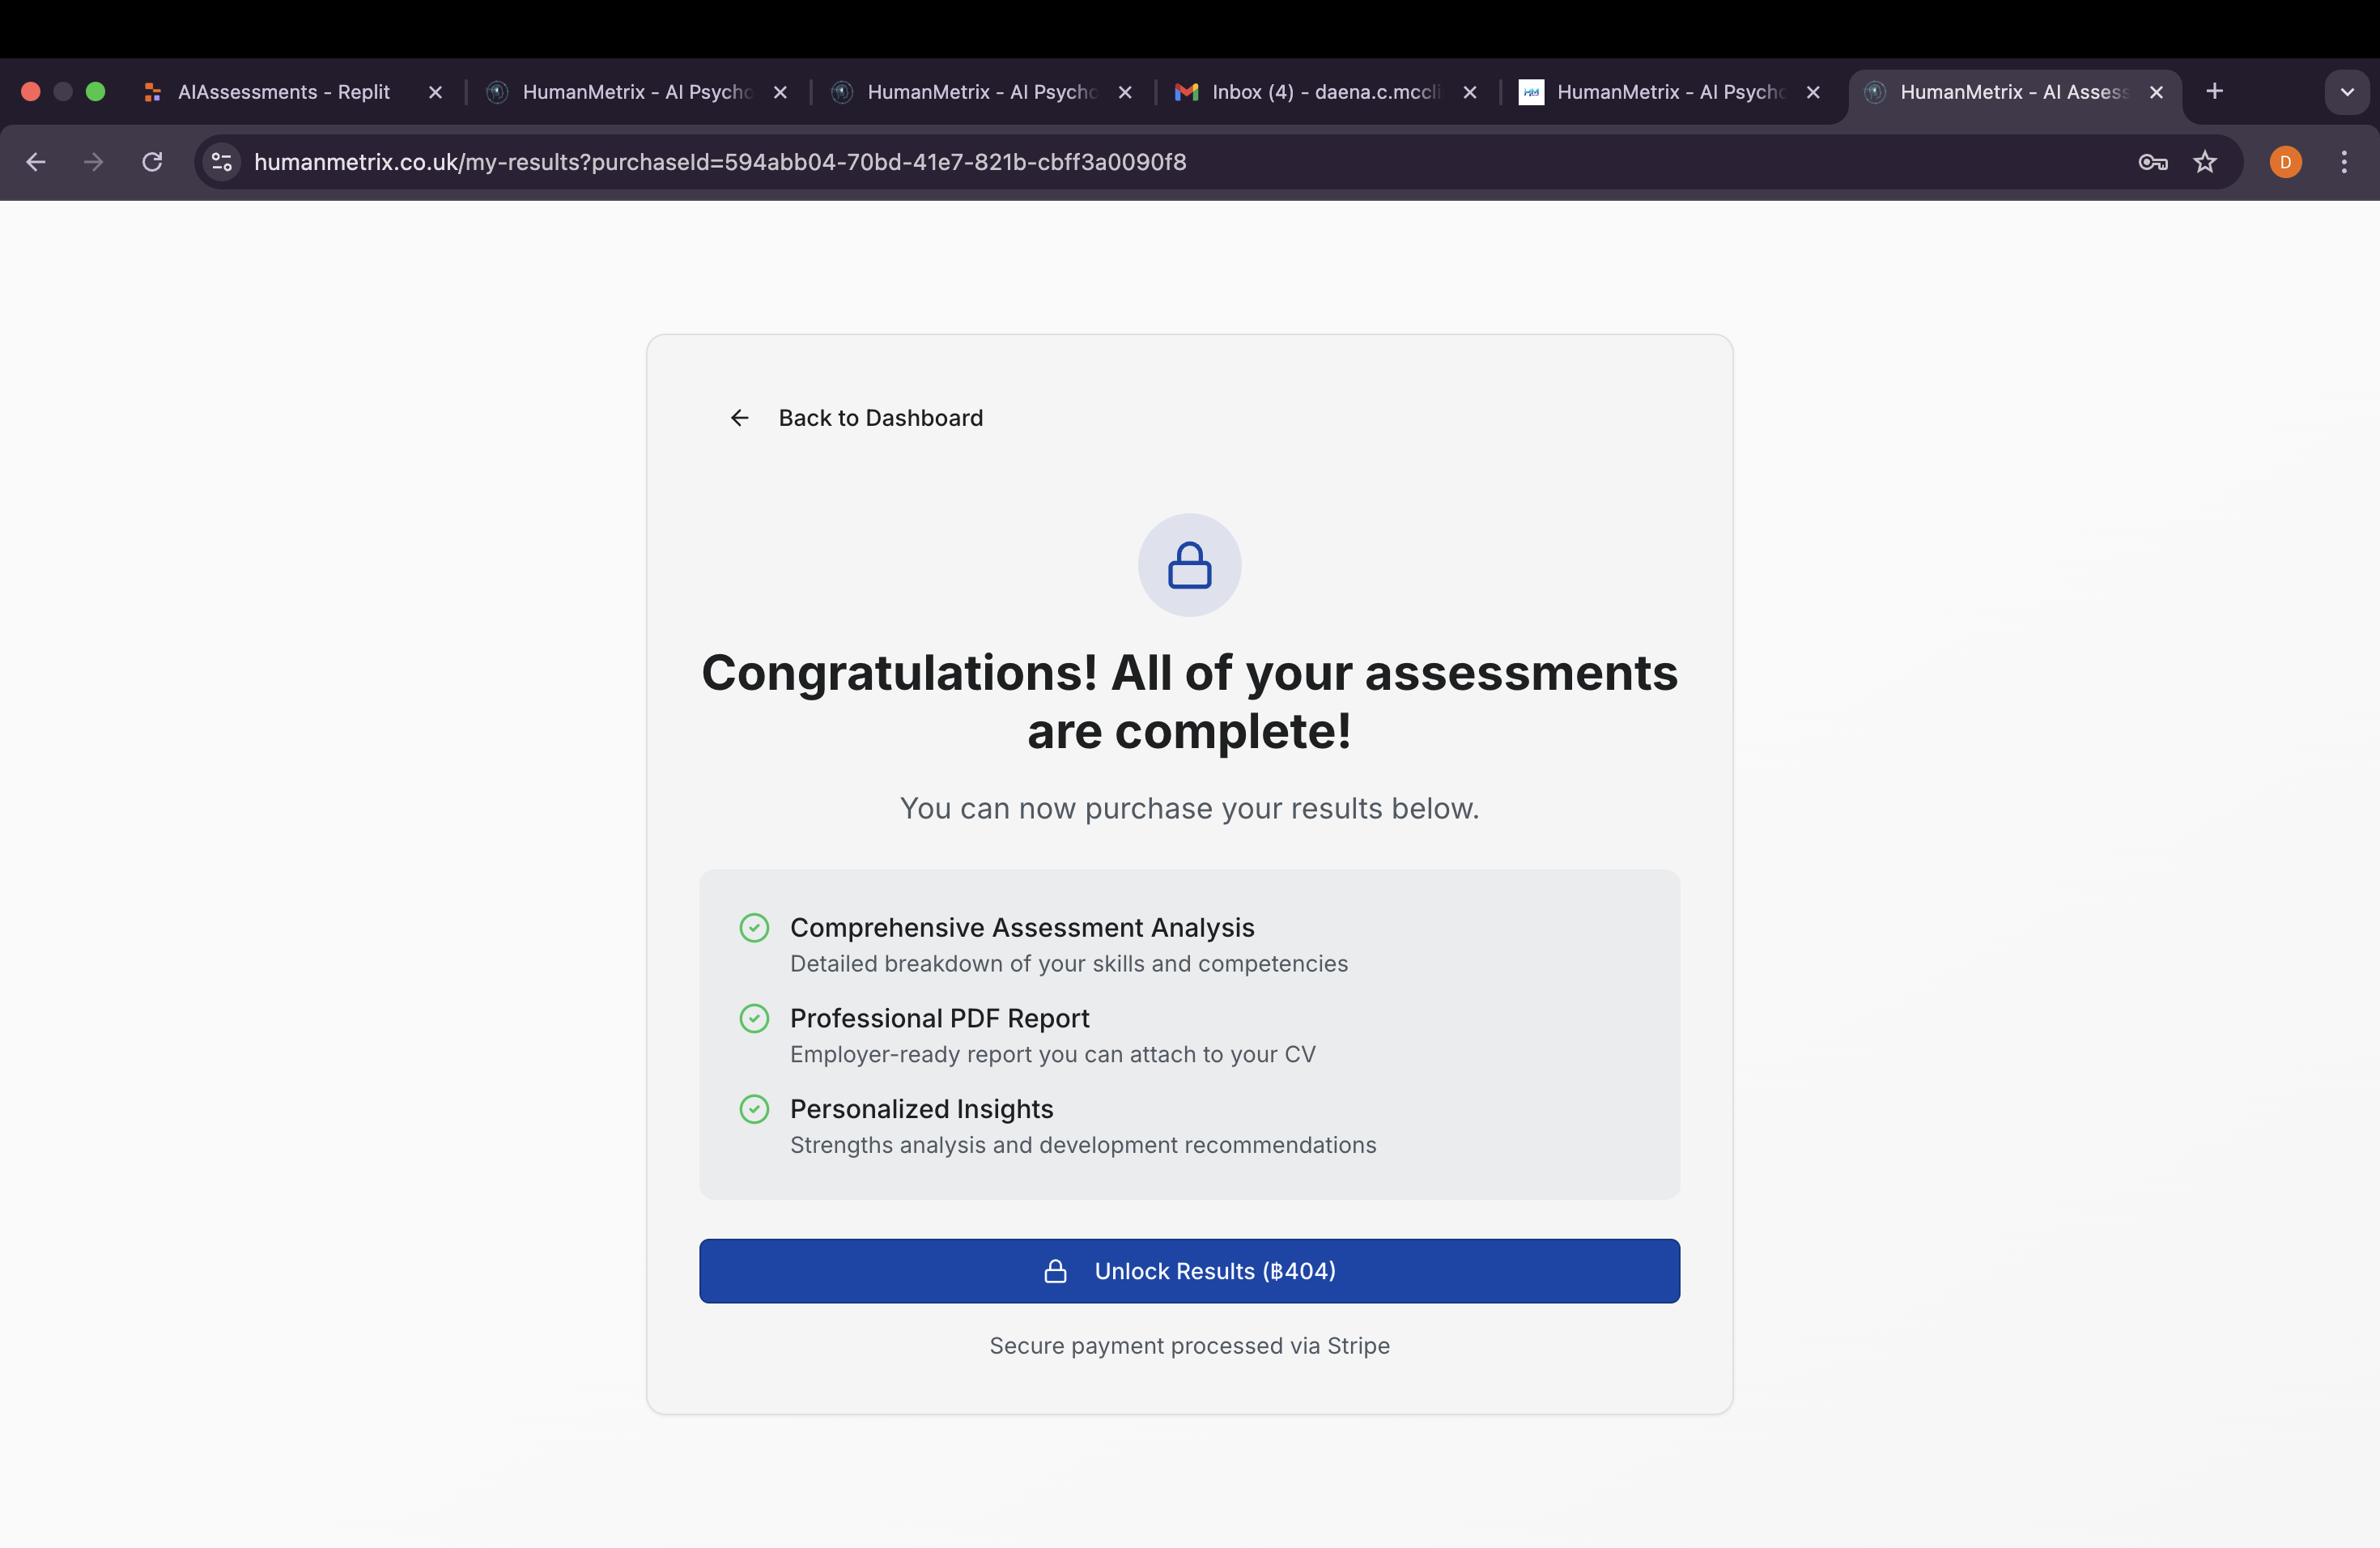 AIAssessments - Replit
HumanMetrix - AI Psycho
HumanMetrix - AI Psycho
Inbox (4) - daena.c.mccli
HumanMetrix - AI Psycho
HumanMetrix - AI Assess
humanmetrix.co.uk/my-results?purchaseId=594abb04-70bd-41e7-821b-cbff3a0090f8
D
Back to Dashboard
Congratulations! All of your assessments
are complete!
You can now purchase your results below.
Comprehensive Assessment Analysis
Detailed breakdown of your skills and competencies
Professional PDF Report
Employer-ready report you can attach to your CV
Personalized Insights
Strengths analysis and development recommendations
Unlock Results (฿404)
Secure payment processed via Stripe